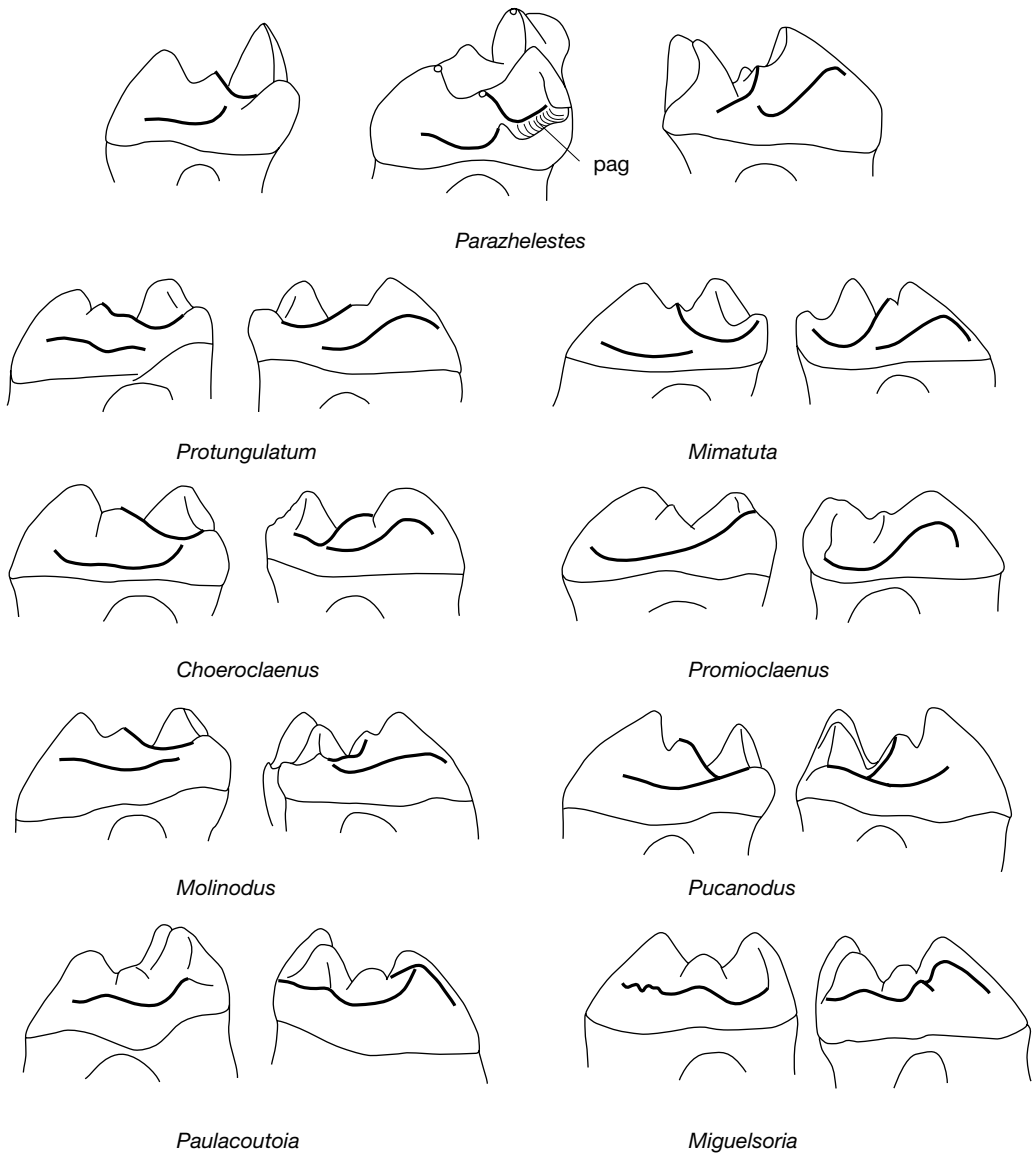 pag
Parazhelestes
Protungulatum
Mimatuta
Choeroclaenus
Promioclaenus
Molinodus
Pucanodus
Paulacoutoia
Miguelsoria